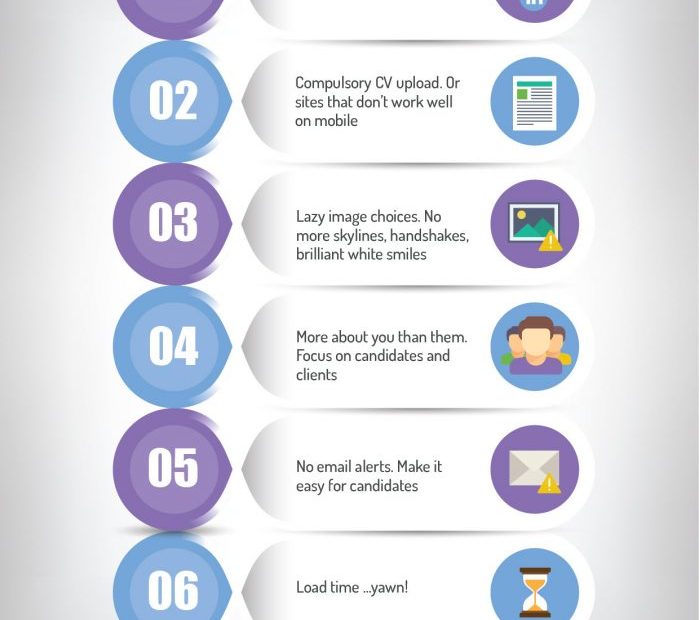 in
02
Compulsory CV upload. Or
sites that don't work well
on mobile
03
Lazy image choices. No
more skylines, handshakes,
brilliant white smiles
04
More about you than them.
Focus on candidates and
clients
05
No email alerts. Make it
easy for candidates
06
Load time ...yawn!